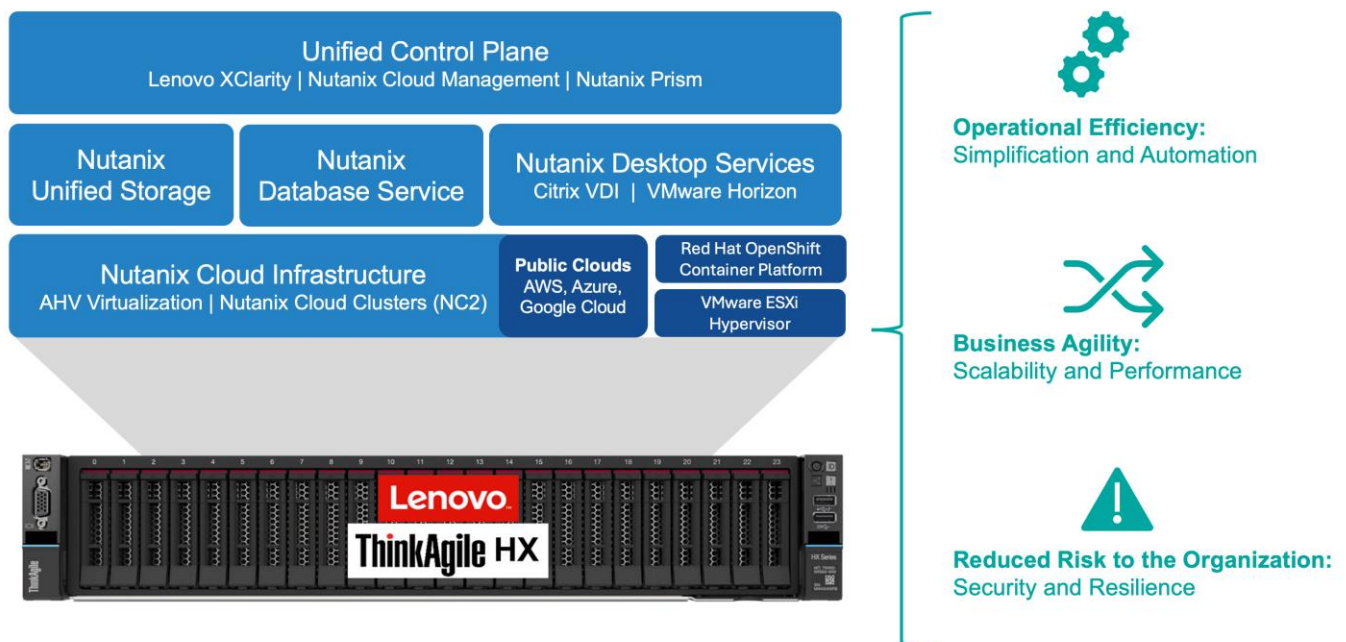 Unified Control Plane
Lenovo XClarity | Nutanix Cloud Management | Nutanix Prism
Nutanix
Unified Storage
Nutanix
Database Service
Nutanix Desktop Services
Citrix VDI | VMware Horizon
Nutanix Cloud Infrastructure
AHV Virtualization | Nutanix Cloud Clusters (NC2)
Public Clouds
AWS, Azure,
Google Cloud
Red Hat OpenShift
Container Platform
VMware ESXi
Hypervisor
0 1 2 3 4 5 6 7 8 9 10 11 12 13 14 15 16 17 18 19 20 21 22 23
Lenovo
ThinkAgile HX
ThinkAgile
HX Series
Operational Efficiency:
Simplification and Automation
Business Agility:
Scalability and Performance
Reduced Risk to the Organization:
Security and Resilience